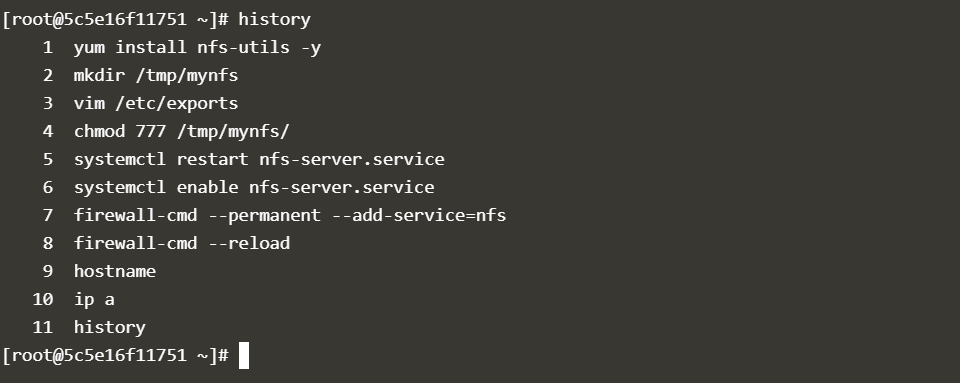 [root@5c5e16f11751 ~]# history
    1  yum install nfs-utils -y
    2  mkdir /tmp/mynfs
    3  vim /etc/exports
    4  chmod 777 /tmp/mynfs/
    5  systemctl restart nfs-server.service
    6  systemctl enable nfs-server.service
    7  firewall-cmd --permanent --add-service=nfs
    8  firewall-cmd --reload
    9  hostname
   10  ip a
   11  history
[root@5c5e16f11751 ~]#